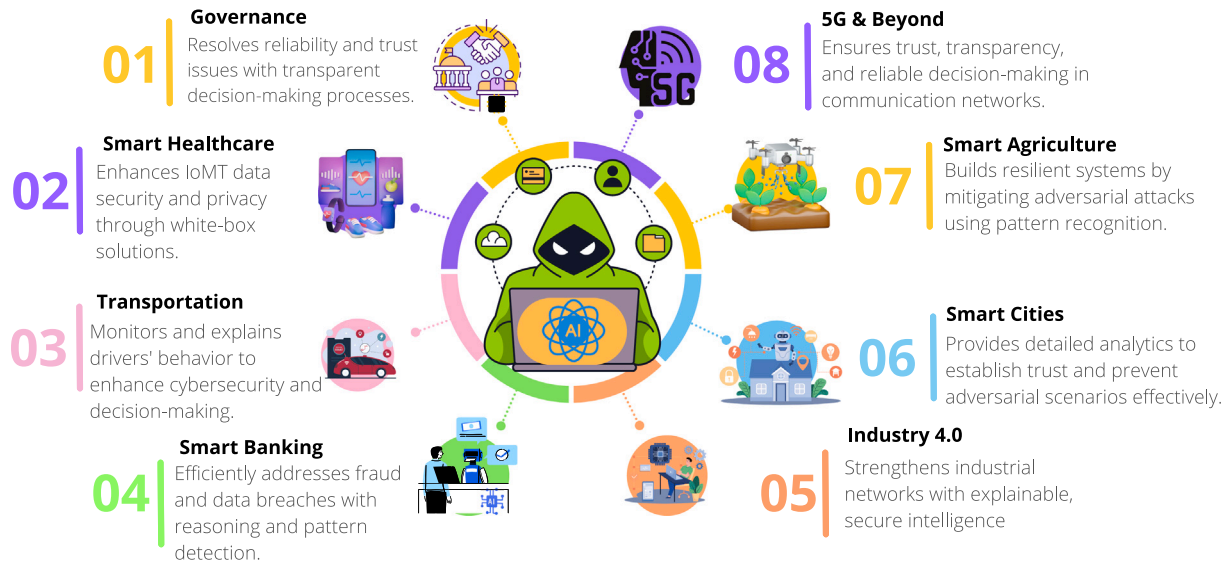 01
Governance
Resolves reliability and trust
issues with transparent
decision-making processes.
02
Smart Healthcare
Enhances IoMT data
security and privacy
through white-box
solutions.
03
Transportation
Monitors and explains
drivers' behavior to
enhance cybersecurity and
decision-making.
04
Smart Banking
Efficiently addresses fraud
and data breaches with
reasoning and pattern
detection.
05
Industry 4.0
Strengthens industrial
networks with explainable,
secure intelligence
06
Smart Cities
Provides detailed analytics to
establish trust and prevent
adversarial scenarios effectively.
07
Smart Agriculture
Builds resilient systems by
mitigating adversarial attacks
using pattern recognition.
08
5G & Beyond
Ensures trust, transparency,
and reliable decision-making in
communication networks.
5G
AI
AI